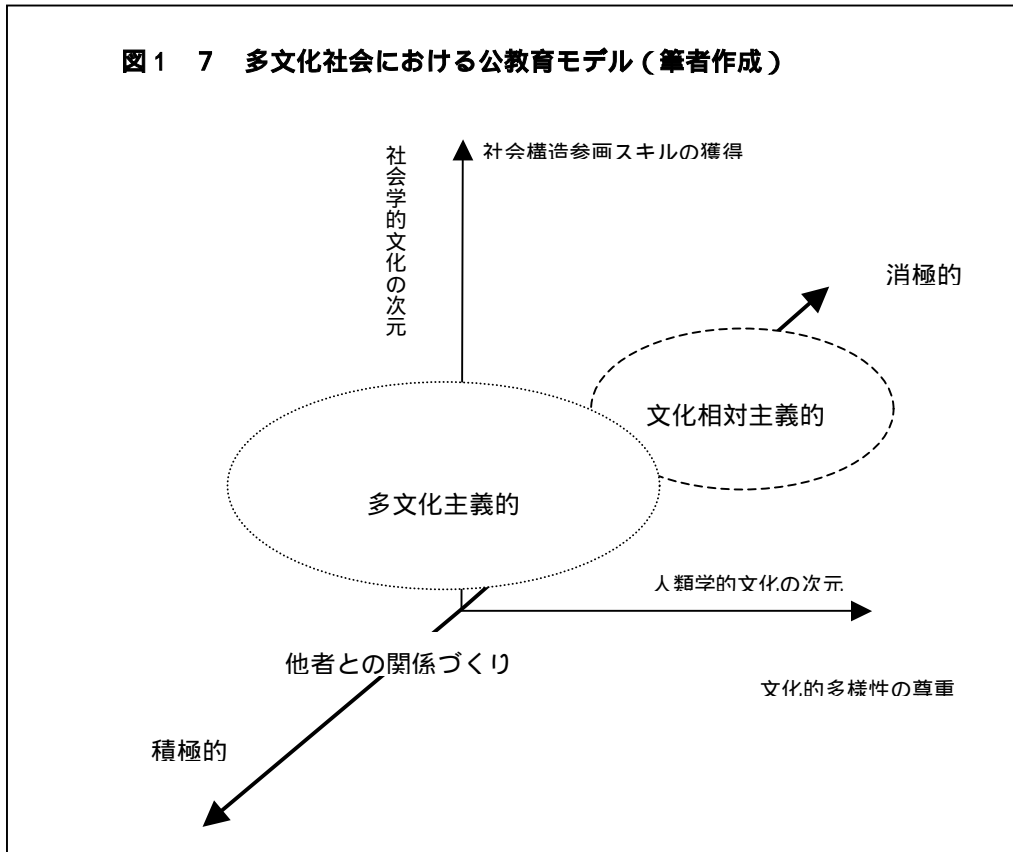 図1　7　多文化社会における公教育モデル（筆者作成）
社会学的文化の次元
社会構造参画スキルの獲得
消極的
文化相対主義的
多文化主義的
人類学的文化の次元
他者との関係づくり
文化的多様性の尊重
積極的